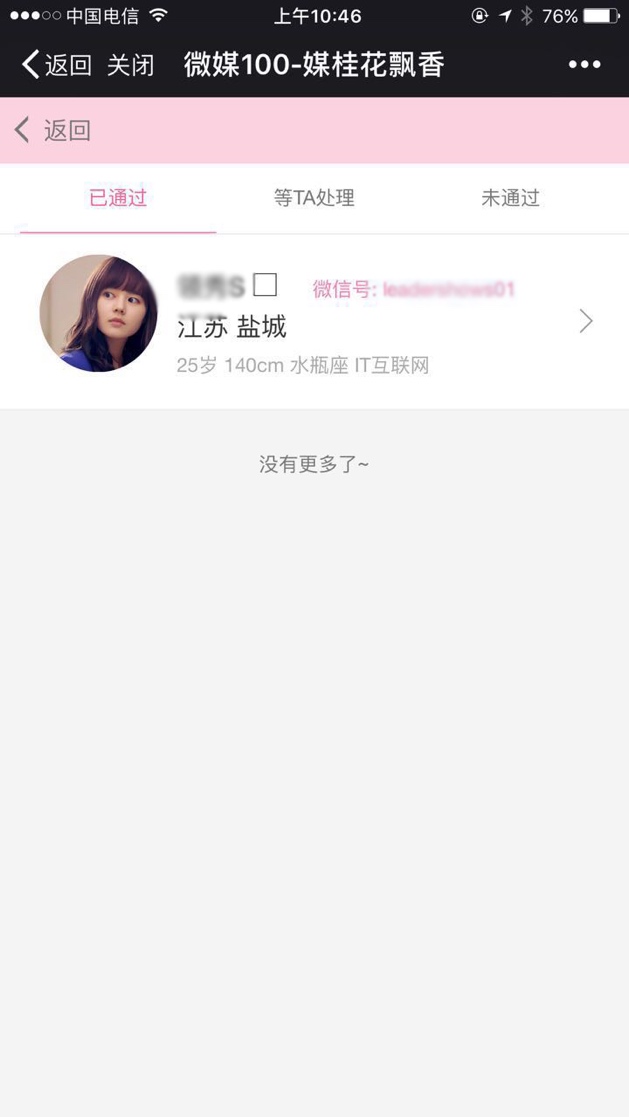 中国电信 上午10:46 76%
返回 关闭 微媒100-媒桂花飘香
返回
已通过 等TA处理 未通过
微信号:
江苏 盐城
25岁 140cm 水瓶座 IT互联网
没有更多了~